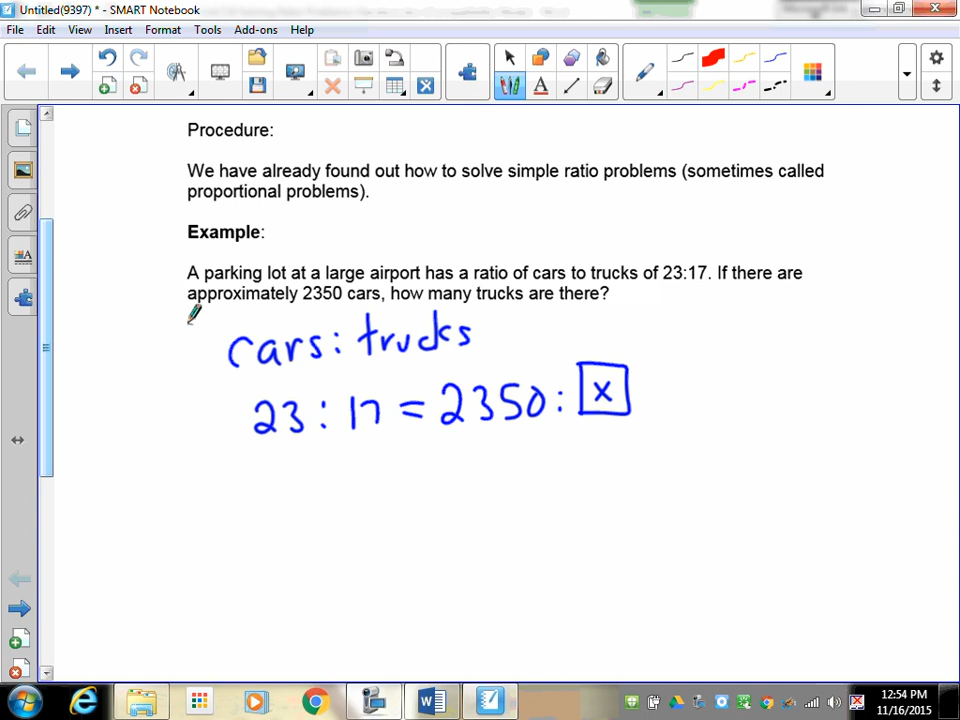 Untitled(9397) * - SMART Notebook
File Edit View Insert Format Tools Add-ons Help
Procedure:
We have already found out how to solve simple ratio problems (sometimes called
proportional problems).
Example:
A parking lot at a large airport has a ratio of cars to trucks of 23:17. If there are
approximately 2350 cars, how many trucks are there?
cars: trucks
23 : 17 = 2350 : x
12:54 PM
11/16/2015